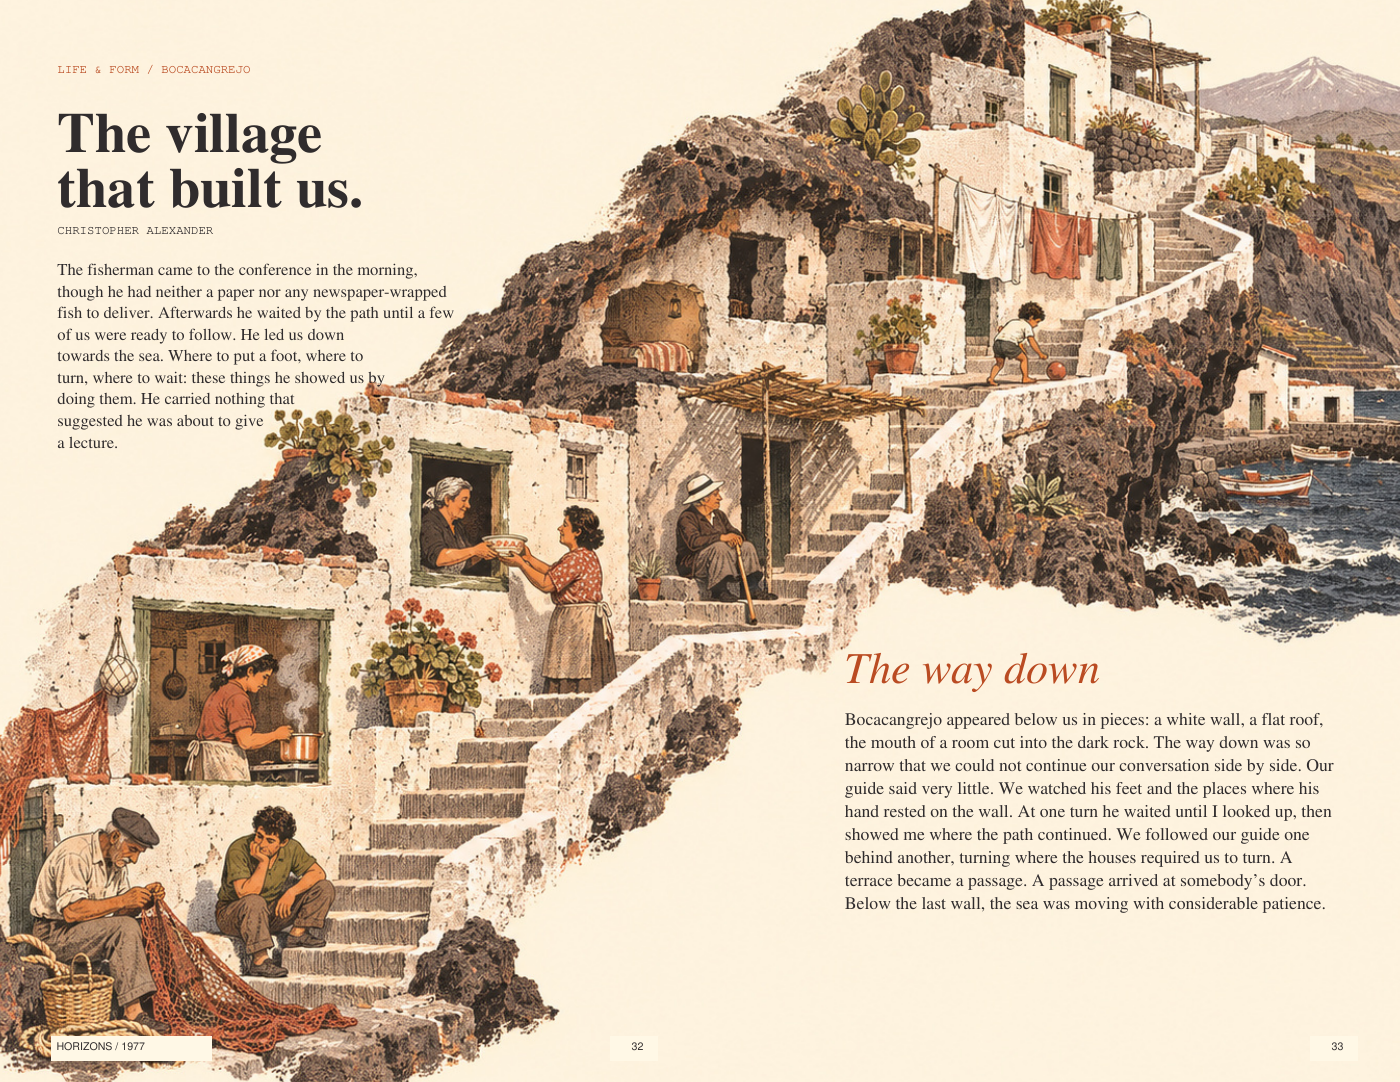 LIFE & FORM / BOCACANGREJO
The village
that built us.
CHRISTOPHER ALEXANDER
The fisherman came to the conference in the morning,
though he had neither a paper nor any newspaper-wrapped
fish to deliver. Afterwards he waited by the path until a few
of us were ready to follow. He led us down
towards the sea. Where to put a foot, where to
turn, where to wait: these things he showed us by
doing them. He carried nothing that
suggested he was about to give
a lecture.
The way down
Bocacangrejo appeared below us in pieces: a white wall, a flat roof,
the mouth of a room cut into the dark rock. The way down was so
narrow that we could not continue our conversation side by side. Our
guide said very little. We watched his feet and the places where his
hand rested on the wall. At one turn he waited until I looked up, then
showed me where the path continued. We followed our guide one
behind another, turning where the houses required us to turn. A
terrace became a passage. A passage arrived at somebody’s door.
Below the last wall, the sea was moving with considerable patience.
HORIZONS / 1977
32
33